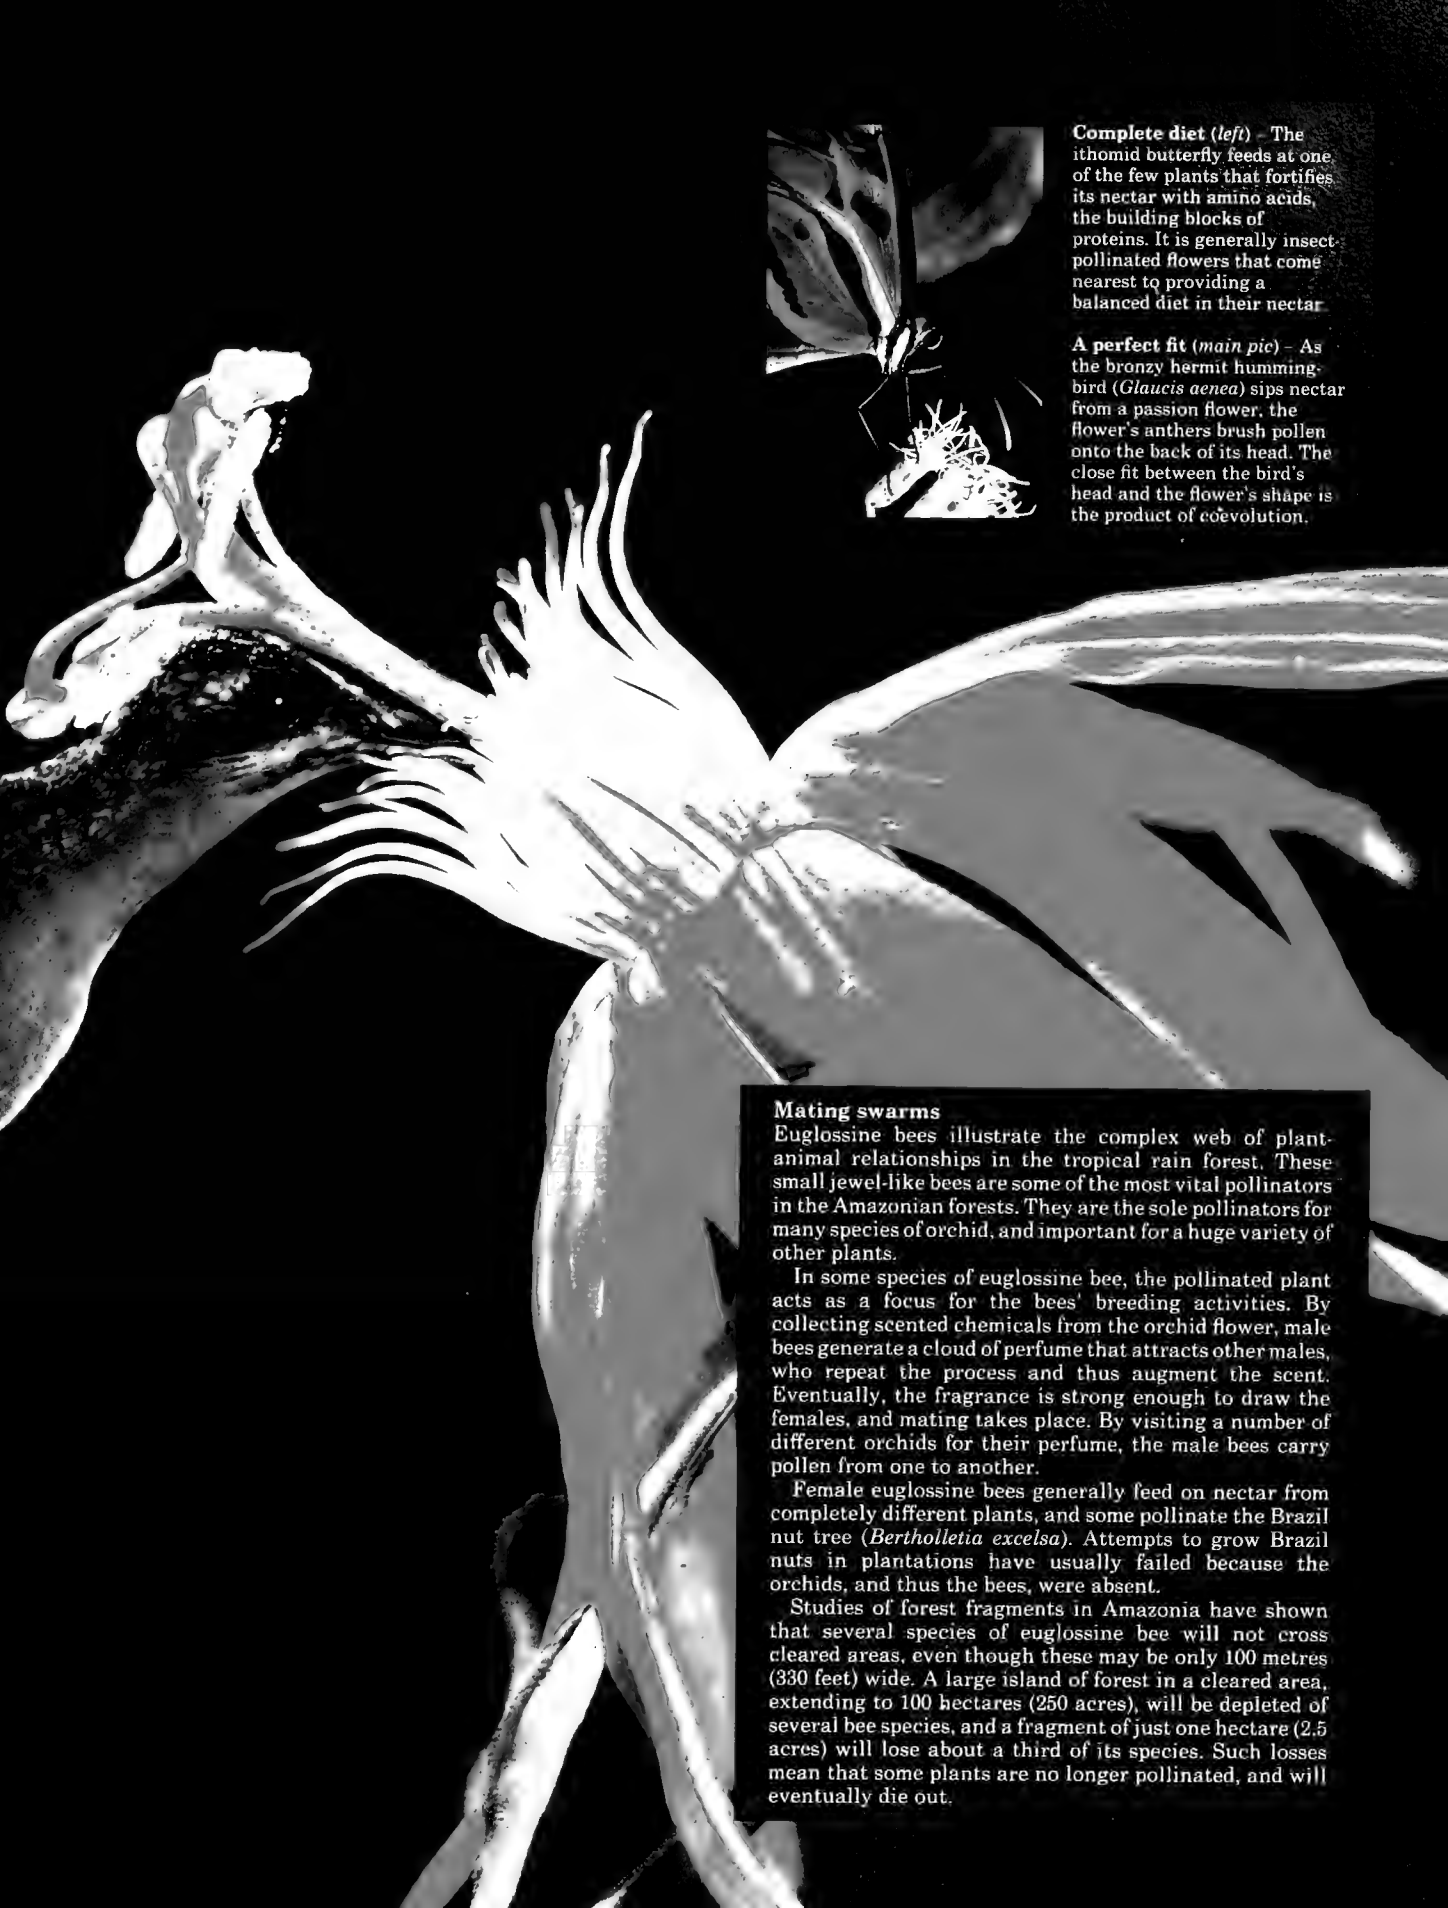 Complete diet (left) – The
ithomid butterfly feeds at one
of the few plants that fortifies
its nectar with amino acids,
the building blocks of
proteins. It is generally insect-
pollinated flowers that come
nearest to providing a
balanced diet in their nectar
A perfect fit (main pic) – As
the bronzy hermit humming-
bird (Glaucis aenea) sips nectar
from a passion flower, the
flower's anthers brush pollen
onto the back of its head. The
close fit between the bird's
head and the flower's shape is
the product of coevolution.
Mating swarms
Euglossine bees illustrate the complex web of plant-
animal relationships in the tropical rain forest. These
small jewel-like bees are some of the most vital pollinators
in the Amazonian forests. They are the sole pollinators for
many species of orchid, and important for a huge variety of
other plants.
In some species of euglossine bee, the pollinated plant
acts as a focus for the bees' breeding activities. By
collecting scented chemicals from the orchid flower, male
bees generate a cloud of perfume that attracts other males,
who repeat the process and thus augment the scent.
Eventually, the fragrance is strong enough to draw the
females, and mating takes place. By visiting a number of
different orchids for their perfume, the male bees carry
pollen from one to another.
Female euglossine bees generally feed on nectar from
completely different plants, and some pollinate the Brazil
nut tree (Bertholletia excelsa). Attempts to grow Brazil
nuts in plantations have usually failed because the
orchids, and thus the bees, were absent.
Studies of forest fragments in Amazonia have shown
that several species of euglossine bee will not cross
cleared areas, even though these may be only 100 metres
(330 feet) wide. A large island of forest in a cleared area,
extending to 100 hectares (250 acres), will be depleted of
several bee species, and a fragment of just one hectare (2.5
acres) will lose about a third of its species. Such losses
mean that some plants are no longer pollinated, and will
eventually die out.